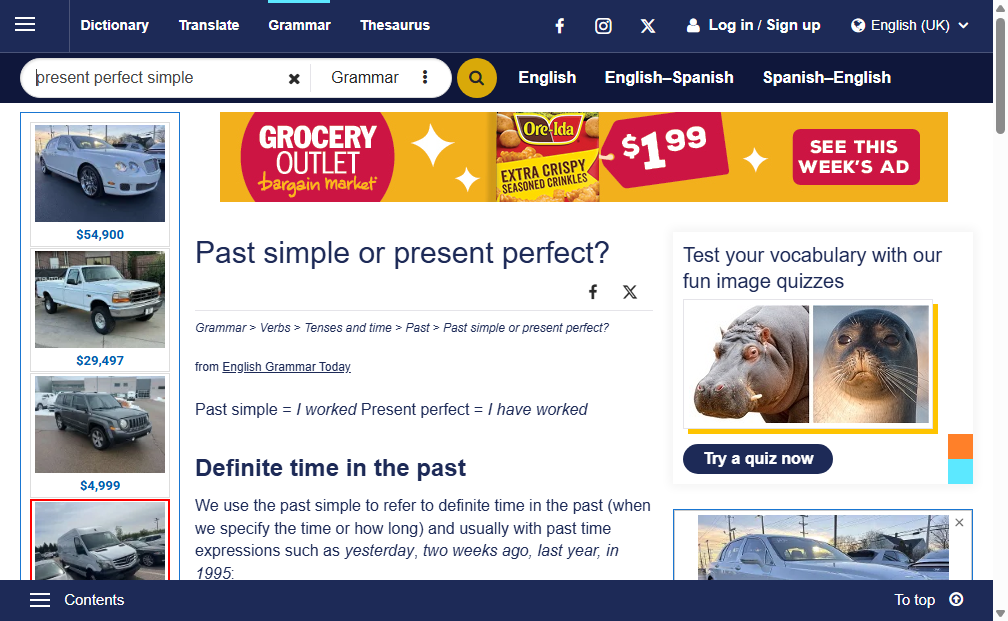 Dictionary Translate Grammar Thesaurus Log in / Sign up English (UK)
present perfect simple Grammar English English–Spanish Spanish–English
GROCERY
OUTLET
bargain market
Ore-Ida
EXTRA CRISPY
SEASONED CRINKLES
$1.99
SEE THIS
WEEK'S AD
$54,900
$29,497
$4,999
Past simple or present perfect?
Grammar > Verbs > Tenses and time > Past > Past simple or present perfect?
from English Grammar Today
Past simple = I worked Present perfect = I have worked
Definite time in the past
We use the past simple to refer to definite time in the past (when
we specify the time or how long) and usually with past time
expressions such as yesterday, two weeks ago, last year, in
1995:
Test your vocabulary with our
fun image quizzes
Try a quiz now
Contents To top